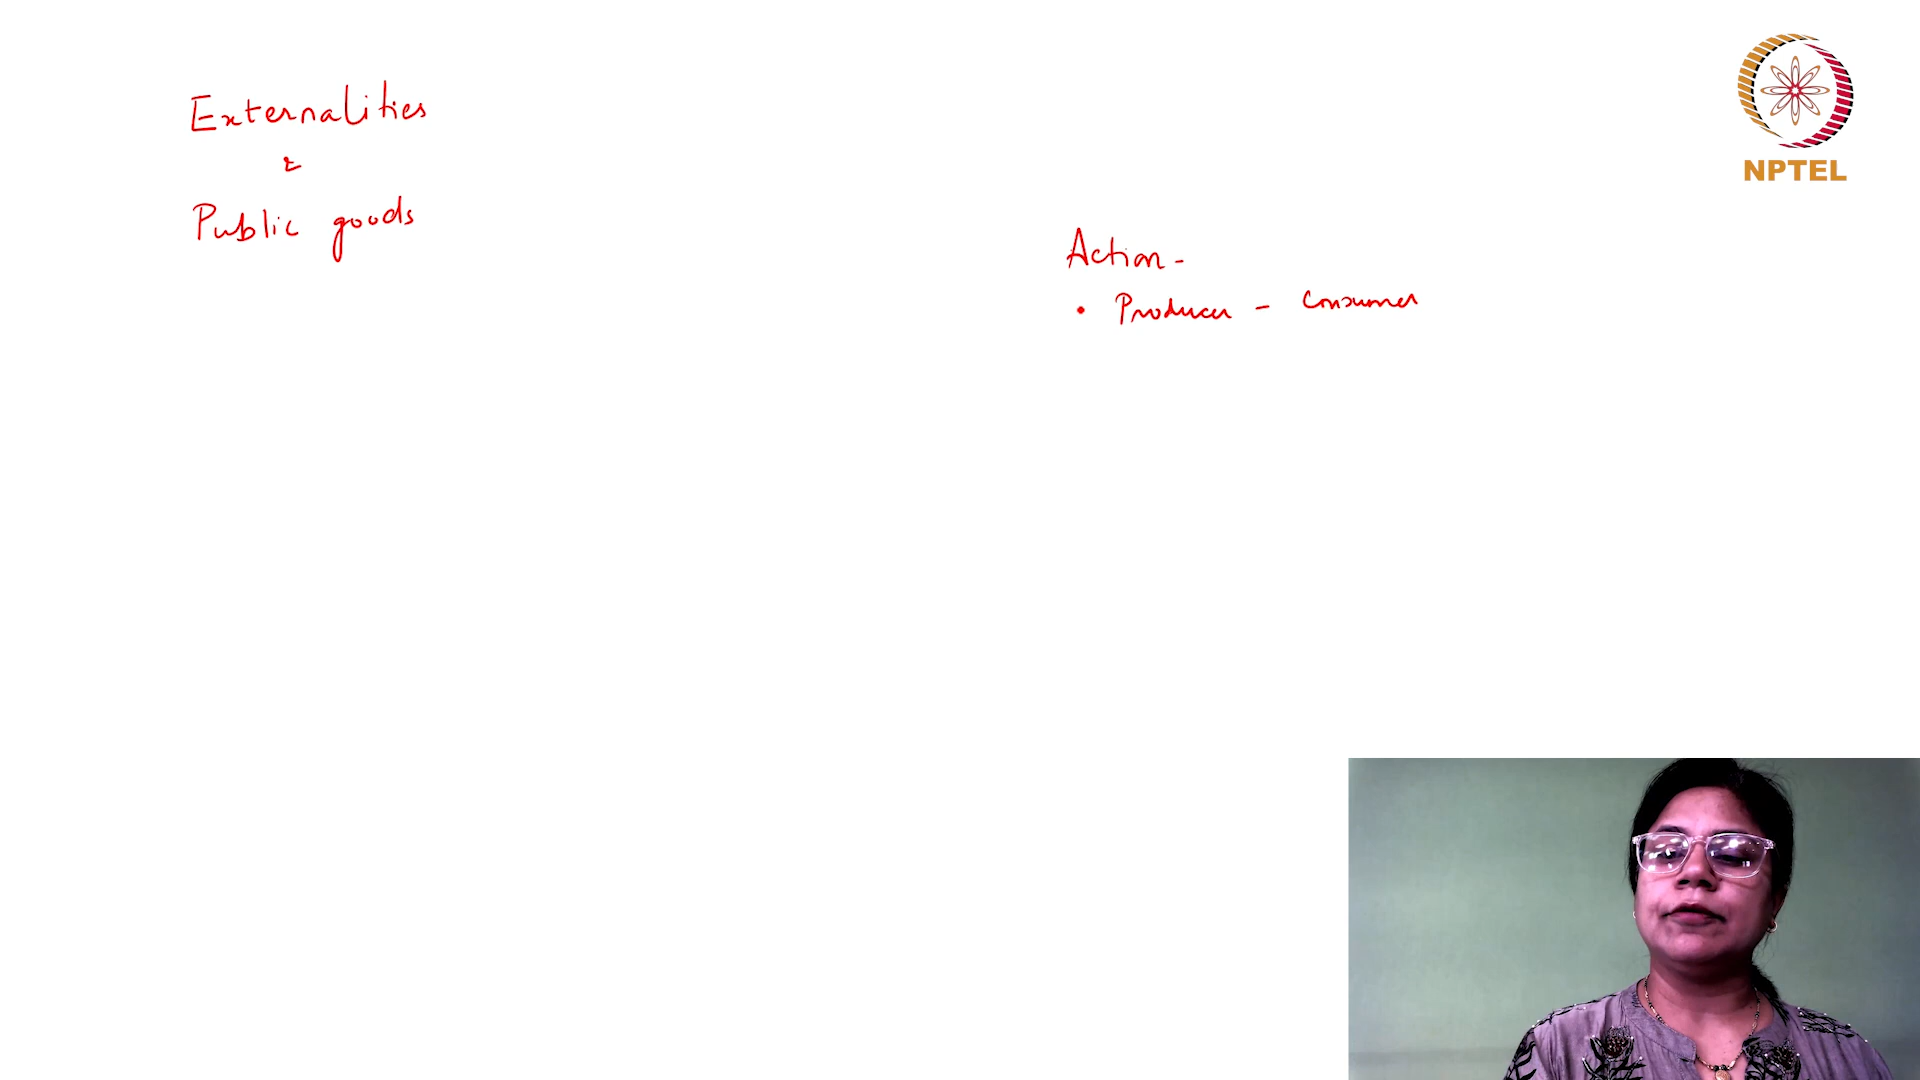 Externalities
&
Public goods
Action -
• Producer - Consumer
NPTEL